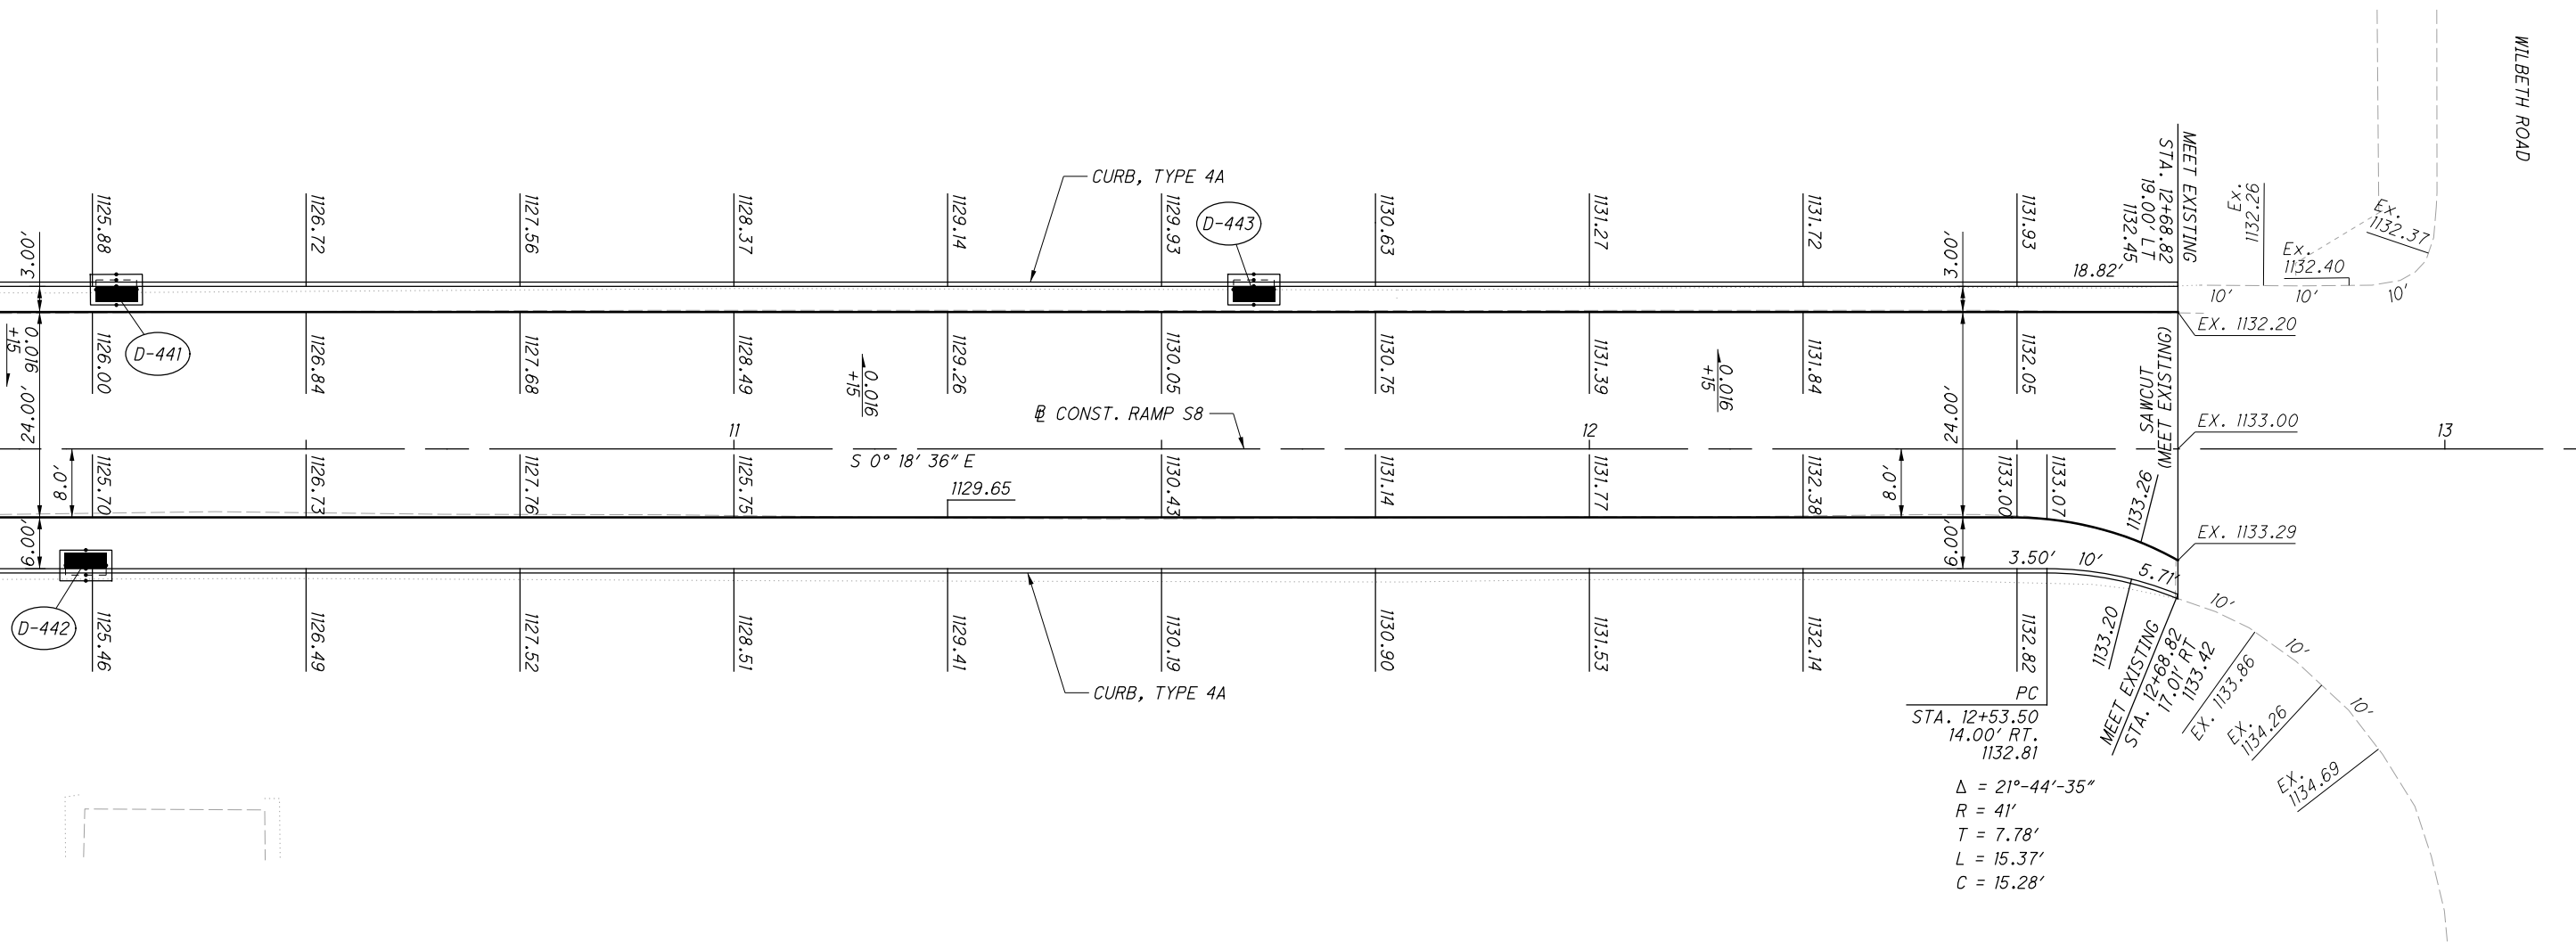 WILBETH ROAD
CURB, TYPE 4A
D-443
D-441
1125.88
1126.72
1127.56
1128.37
1129.14
1129.93
1130.63
1131.27
1131.72
1131.93
3.00'
3.00'
18.82'
MEET EXISTING
STA. 12+68.82
19.00' LT
1132.45
Ex.
1132.26
Ex.
1132.40
Ex.
1132.37
10'
10'
10'
EX. 1132.20
+15
0.016
24.00'
1126.00
1126.84
1127.68
1128.49
0.016
+15
1129.26
1130.05
1130.75
1131.39
0.016
+15
1131.84
24.00'
1132.05
SAWCUT
(MEET EXISTING)
EX. 1133.00
11
12
13
℄ CONST. RAMP S8
S 0° 18' 36" E
8.0'
1125.70
1126.73
1127.76
1125.75
1129.65
1130.43
1131.14
1131.77
1132.38
8.0'
1133.00
1133.07
1133.26
EX. 1133.29
6.00'
6.00'
3.50'
10'
5.71'
D-442
1125.46
1126.49
1127.52
1128.51
1129.41
1130.19
1130.90
1131.53
1132.14
1132.82
1133.20
CURB, TYPE 4A
MEET EXISTING
STA. 12+68.82
17.01' RT
1133.42
10'
10'
10'
EX. 1133.86
EX.
1134.26
EX.
1134.69
PC
STA. 12+53.50
14.00' RT.
1132.81
Δ = 21°-44'-35"
R = 41'
T = 7.78'
L = 15.37'
C = 15.28'